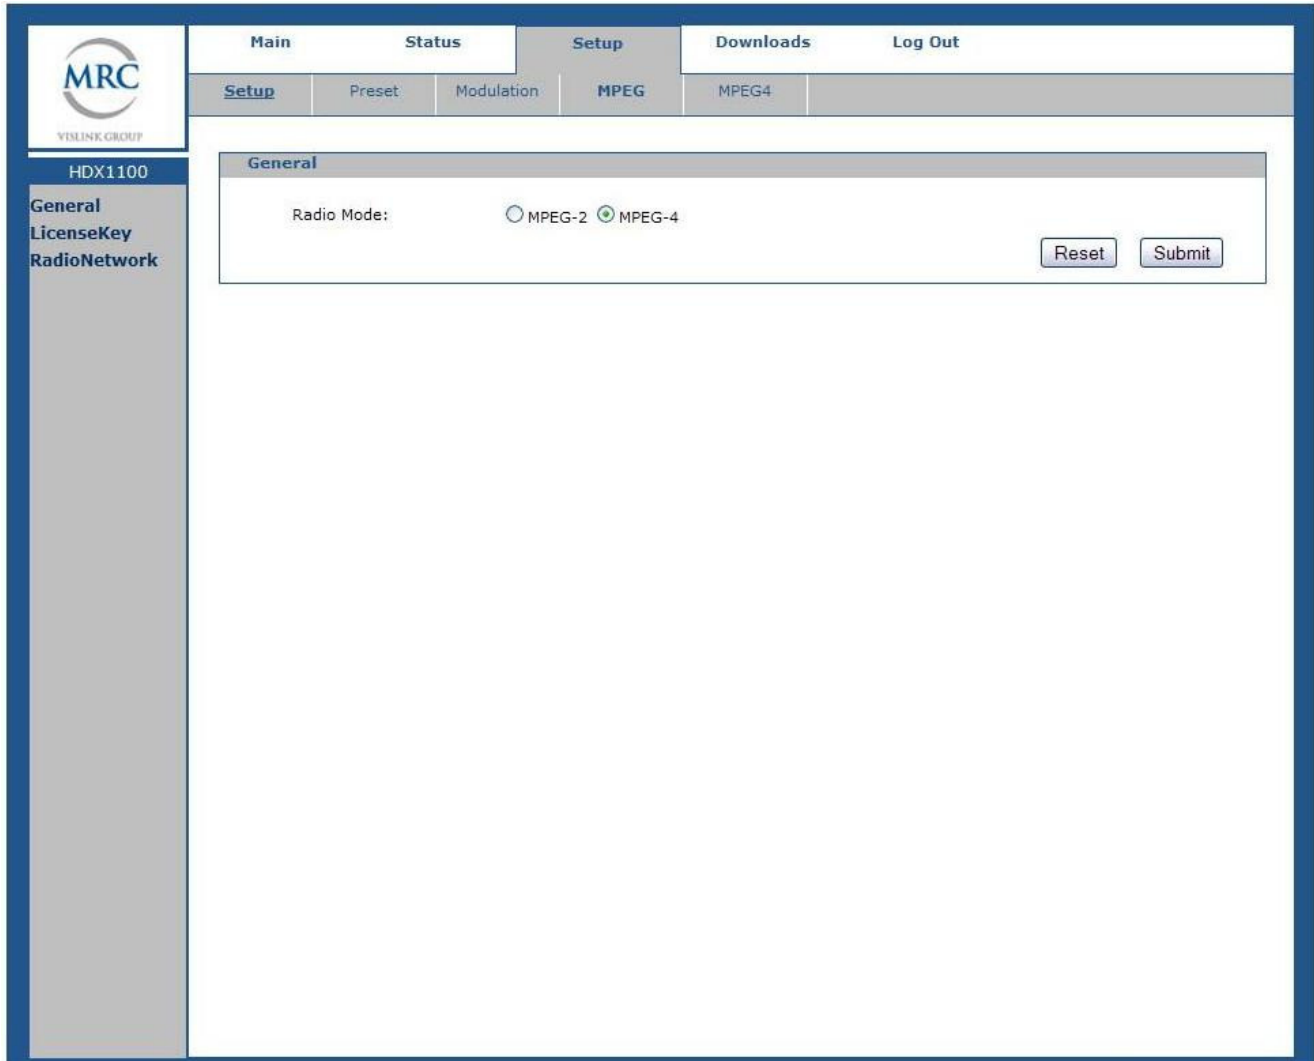 MRC
VISLINK GROUP
Main Status Setup Downloads Log Out
Setup Preset Modulation MPEG MPEG4
HDX1100
General
LicenseKey
RadioNetwork
General
Radio Mode: MPEG-2 MPEG-4
Reset Submit